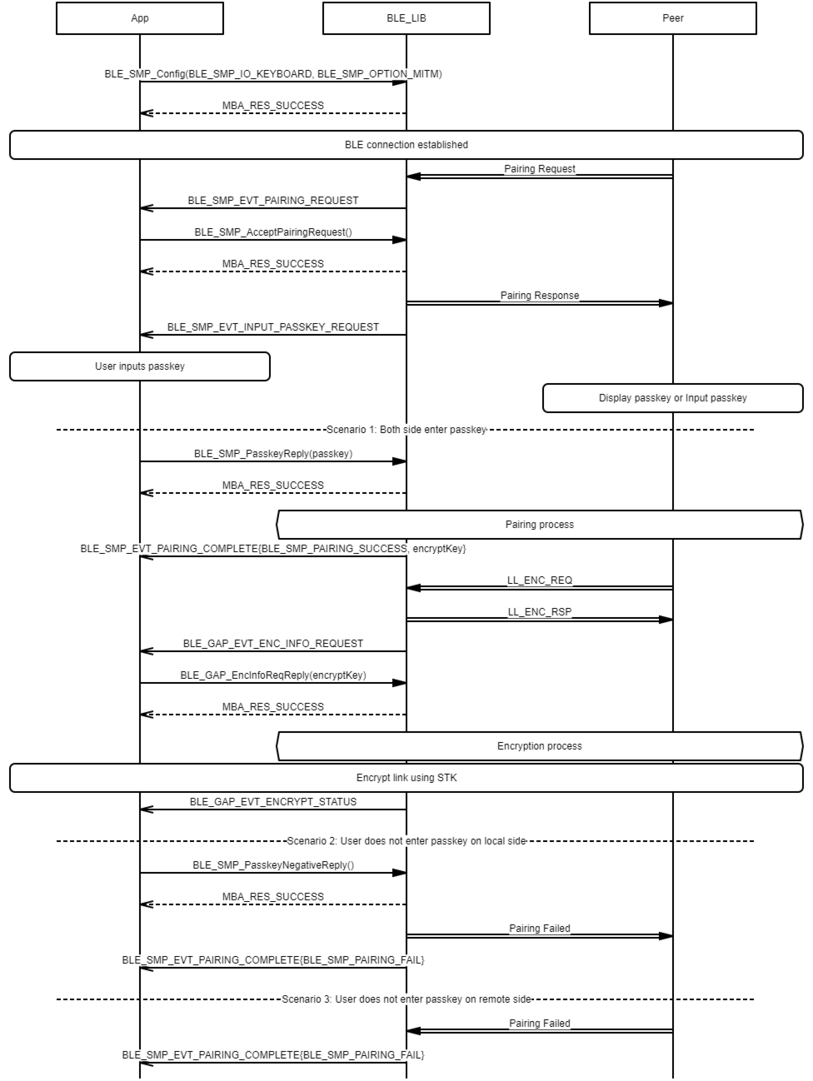 App
BLE_LIB
Peer
BLE_SMP_Config(BLE_SMP_IO_KEYBOARD, BLE_SMP_OPTION_MITM)
MBA_RES_SUCCESS
BLE connection established
Pairing Request
BLE_SMP_EVT_PAIRING_REQUEST
BLE_SMP_AcceptPairingRequest()
MBA_RES_SUCCESS
Pairing Response
BLE_SMP_EVT_INPUT_PASSKEY_REQUEST
User inputs passkey
Display passkey or Input passkey
Scenario 1: Both side enter passkey
BLE_SMP_PasskeyReply(passkey)
MBA_RES_SUCCESS
Pairing process
BLE_SMP_EVT_PAIRING_COMPLETE{BLE_SMP_PAIRING_SUCCESS, encryptKey}
LL_ENC_REQ
LL_ENC_RSP
BLE_GAP_EVT_ENC_INFO_REQUEST
BLE_GAP_EncInfoReqReply(encryptKey)
MBA_RES_SUCCESS
Encryption process
Encrypt link using STK
BLE_GAP_EVT_ENCRYPT_STATUS
Scenario 2: User does not enter passkey on local side
BLE_SMP_PasskeyNegativeReply()
MBA_RES_SUCCESS
Pairing Failed
BLE_SMP_EVT_PAIRING_COMPLETE{BLE_SMP_PAIRING_FAIL}
Scenario 3: User does not enter passkey on remote side
Pairing Failed
BLE_SMP_EVT_PAIRING_COMPLETE{BLE_SMP_PAIRING_FAIL}